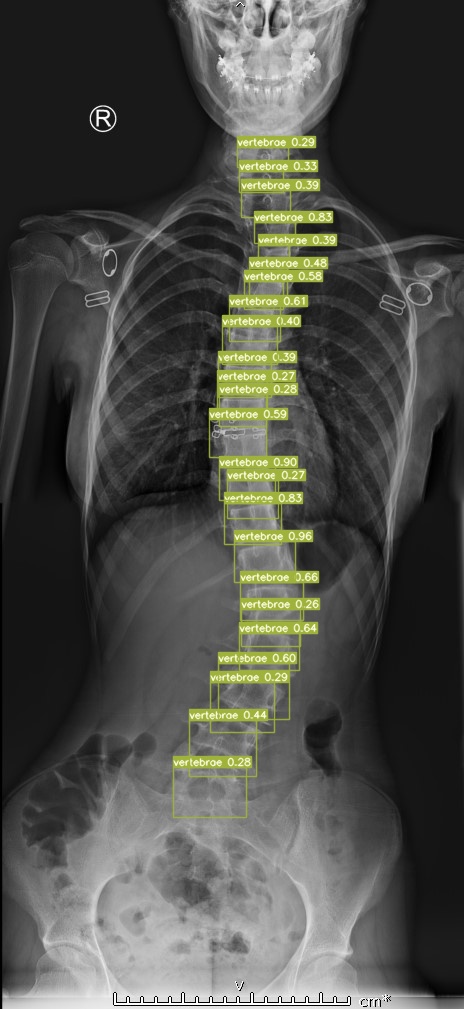 R
vertebrae 0.29
vertebrae 0.33
vertebrae 0.39
vertebrae 0.83
vertebrae 0.39
vertebrae 0.48
vertebrae 0.58
vertebrae 0.61
vertebrae 0.40
vertebrae 0.39
vertebrae 0.27
vertebrae 0.28
vertebrae 0.59
vertebrae 0.90
vertebrae 0.27
vertebrae 0.83
vertebrae 0.96
vertebrae 0.66
vertebrae 0.26
vertebrae 0.64
vertebrae 0.60
vertebrae 0.29
vertebrae 0.44
vertebrae 0.28
V
cm*